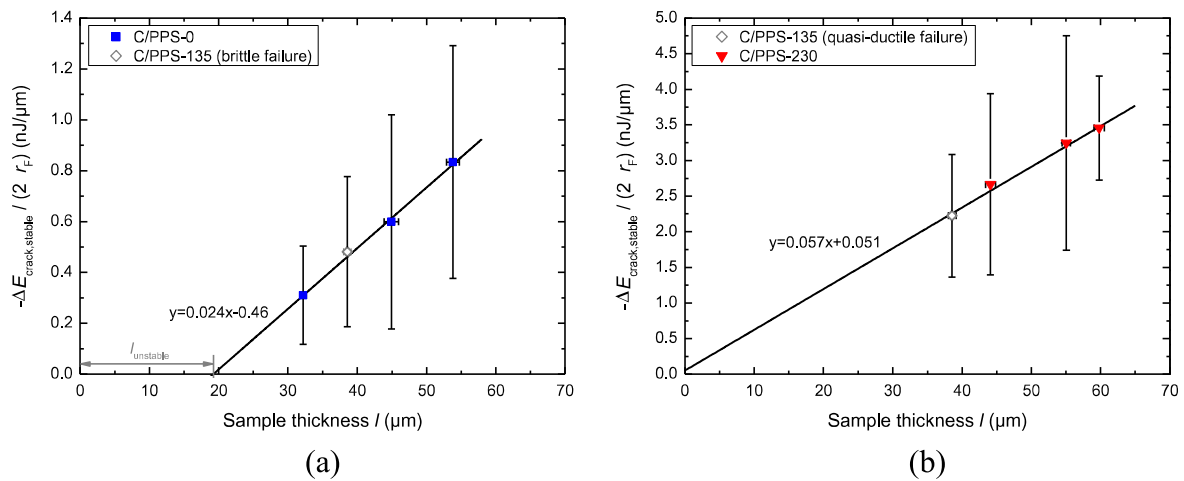 1.4
1.2
1.0
0.8
0.6
0.4
0.2
0.0
-ΔE_crack,stable / (2 r_F) (nJ/µm)
C/PPS-0
C/PPS-135 (brittle failure)
y=0.024x-0.46
l_unstable
0 10 20 30 40 50 60 70
Sample thickness l (µm)
(a)
5.0
4.5
4.0
3.5
3.0
2.5
2.0
1.5
1.0
0.5
0.0
-ΔE_crack,stable / (2 r_F) (nJ/µm)
C/PPS-135 (quasi-ductile failure)
C/PPS-230
y=0.057x+0.051
0 10 20 30 40 50 60 70
Sample thickness l (µm)
(b)